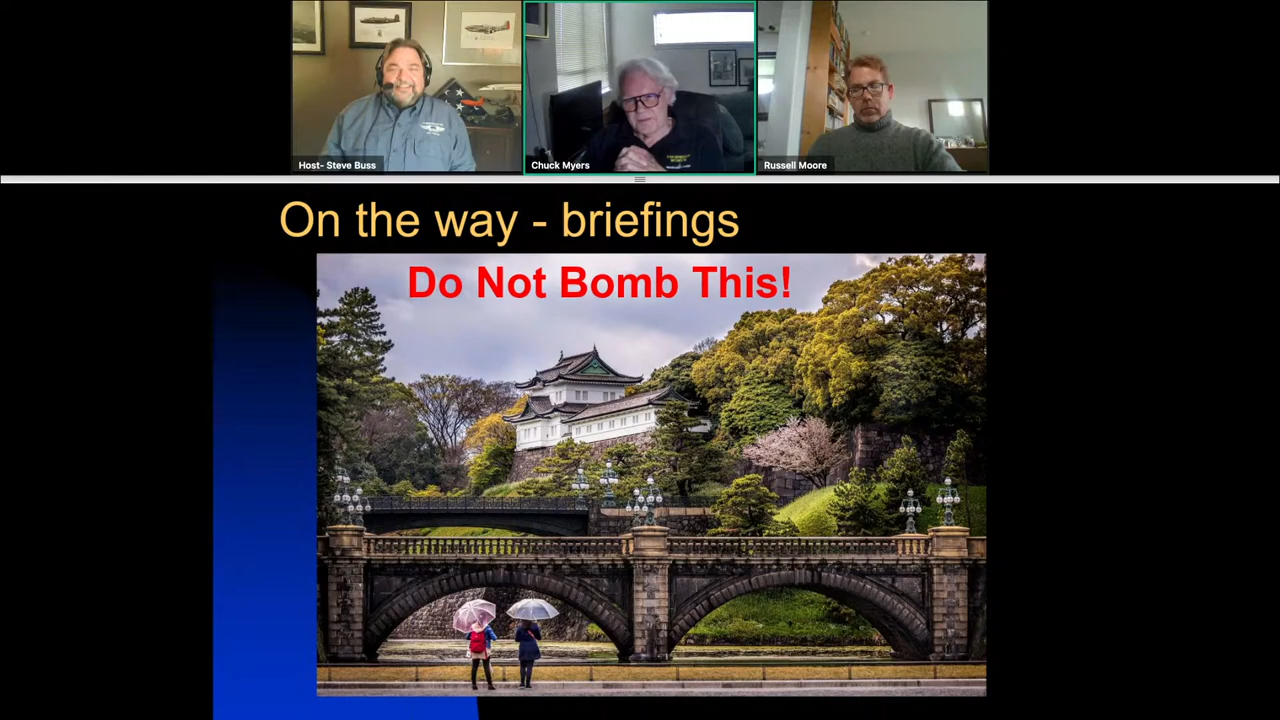 Host- Steve Buss
Chuck Myers
Russell Moore
On the way - briefings
Do Not Bomb This!